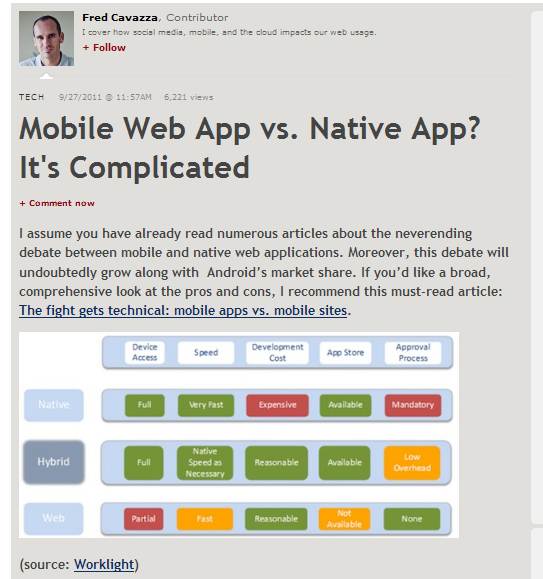 Fred Cavazza, Contributor
I cover how social media, mobile, and the cloud impacts our web usage.
+ Follow
TECH 9/27/2011 @ 11:57AM 6,221 views
Mobile Web App vs. Native App?
It's Complicated
+ Comment now
I assume you have already read numerous articles about the neverending
debate between mobile and native web applications. Moreover, this debate will
undoubtedly grow along with Android’s market share. If you’d like a broad,
comprehensive look at the pros and cons, I recommend this must-read article:
The fight gets technical: mobile apps vs. mobile sites.
Device
Access
Speed
Development
Cost
App Store
Approval
Process
Native
Full
Very Fast
Expensive
Available
Mandatory
Hybrid
Full
Native
Speed as
Necessary
Reasonable
Available
Low
Overhead
Web
Partial
Fast
Reasonable
Not
Available
None
(source: Worklight)